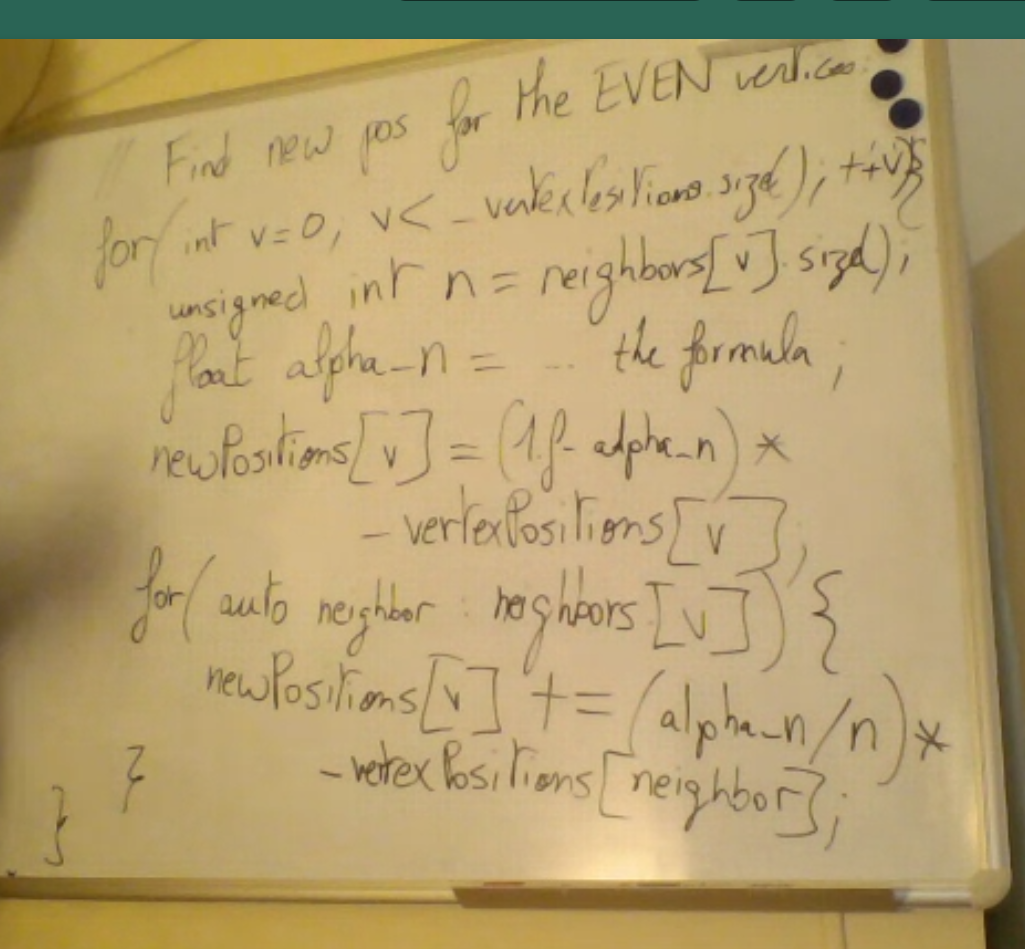 // Find new pos for the EVEN vertices:
for(int v=0; v< _vertexPositions.size(); ++v){
unsigned int n = neighbors[v].size();
float alpha_n = ... the formula;
newPositions[v] = (1.f - alpha_n) *
_vertexPositions[v];
for(auto neighbor : neighbors[v]){
newPositions[v] += (alpha_n/n)*
_vertexPositions[neighbor];
}
}